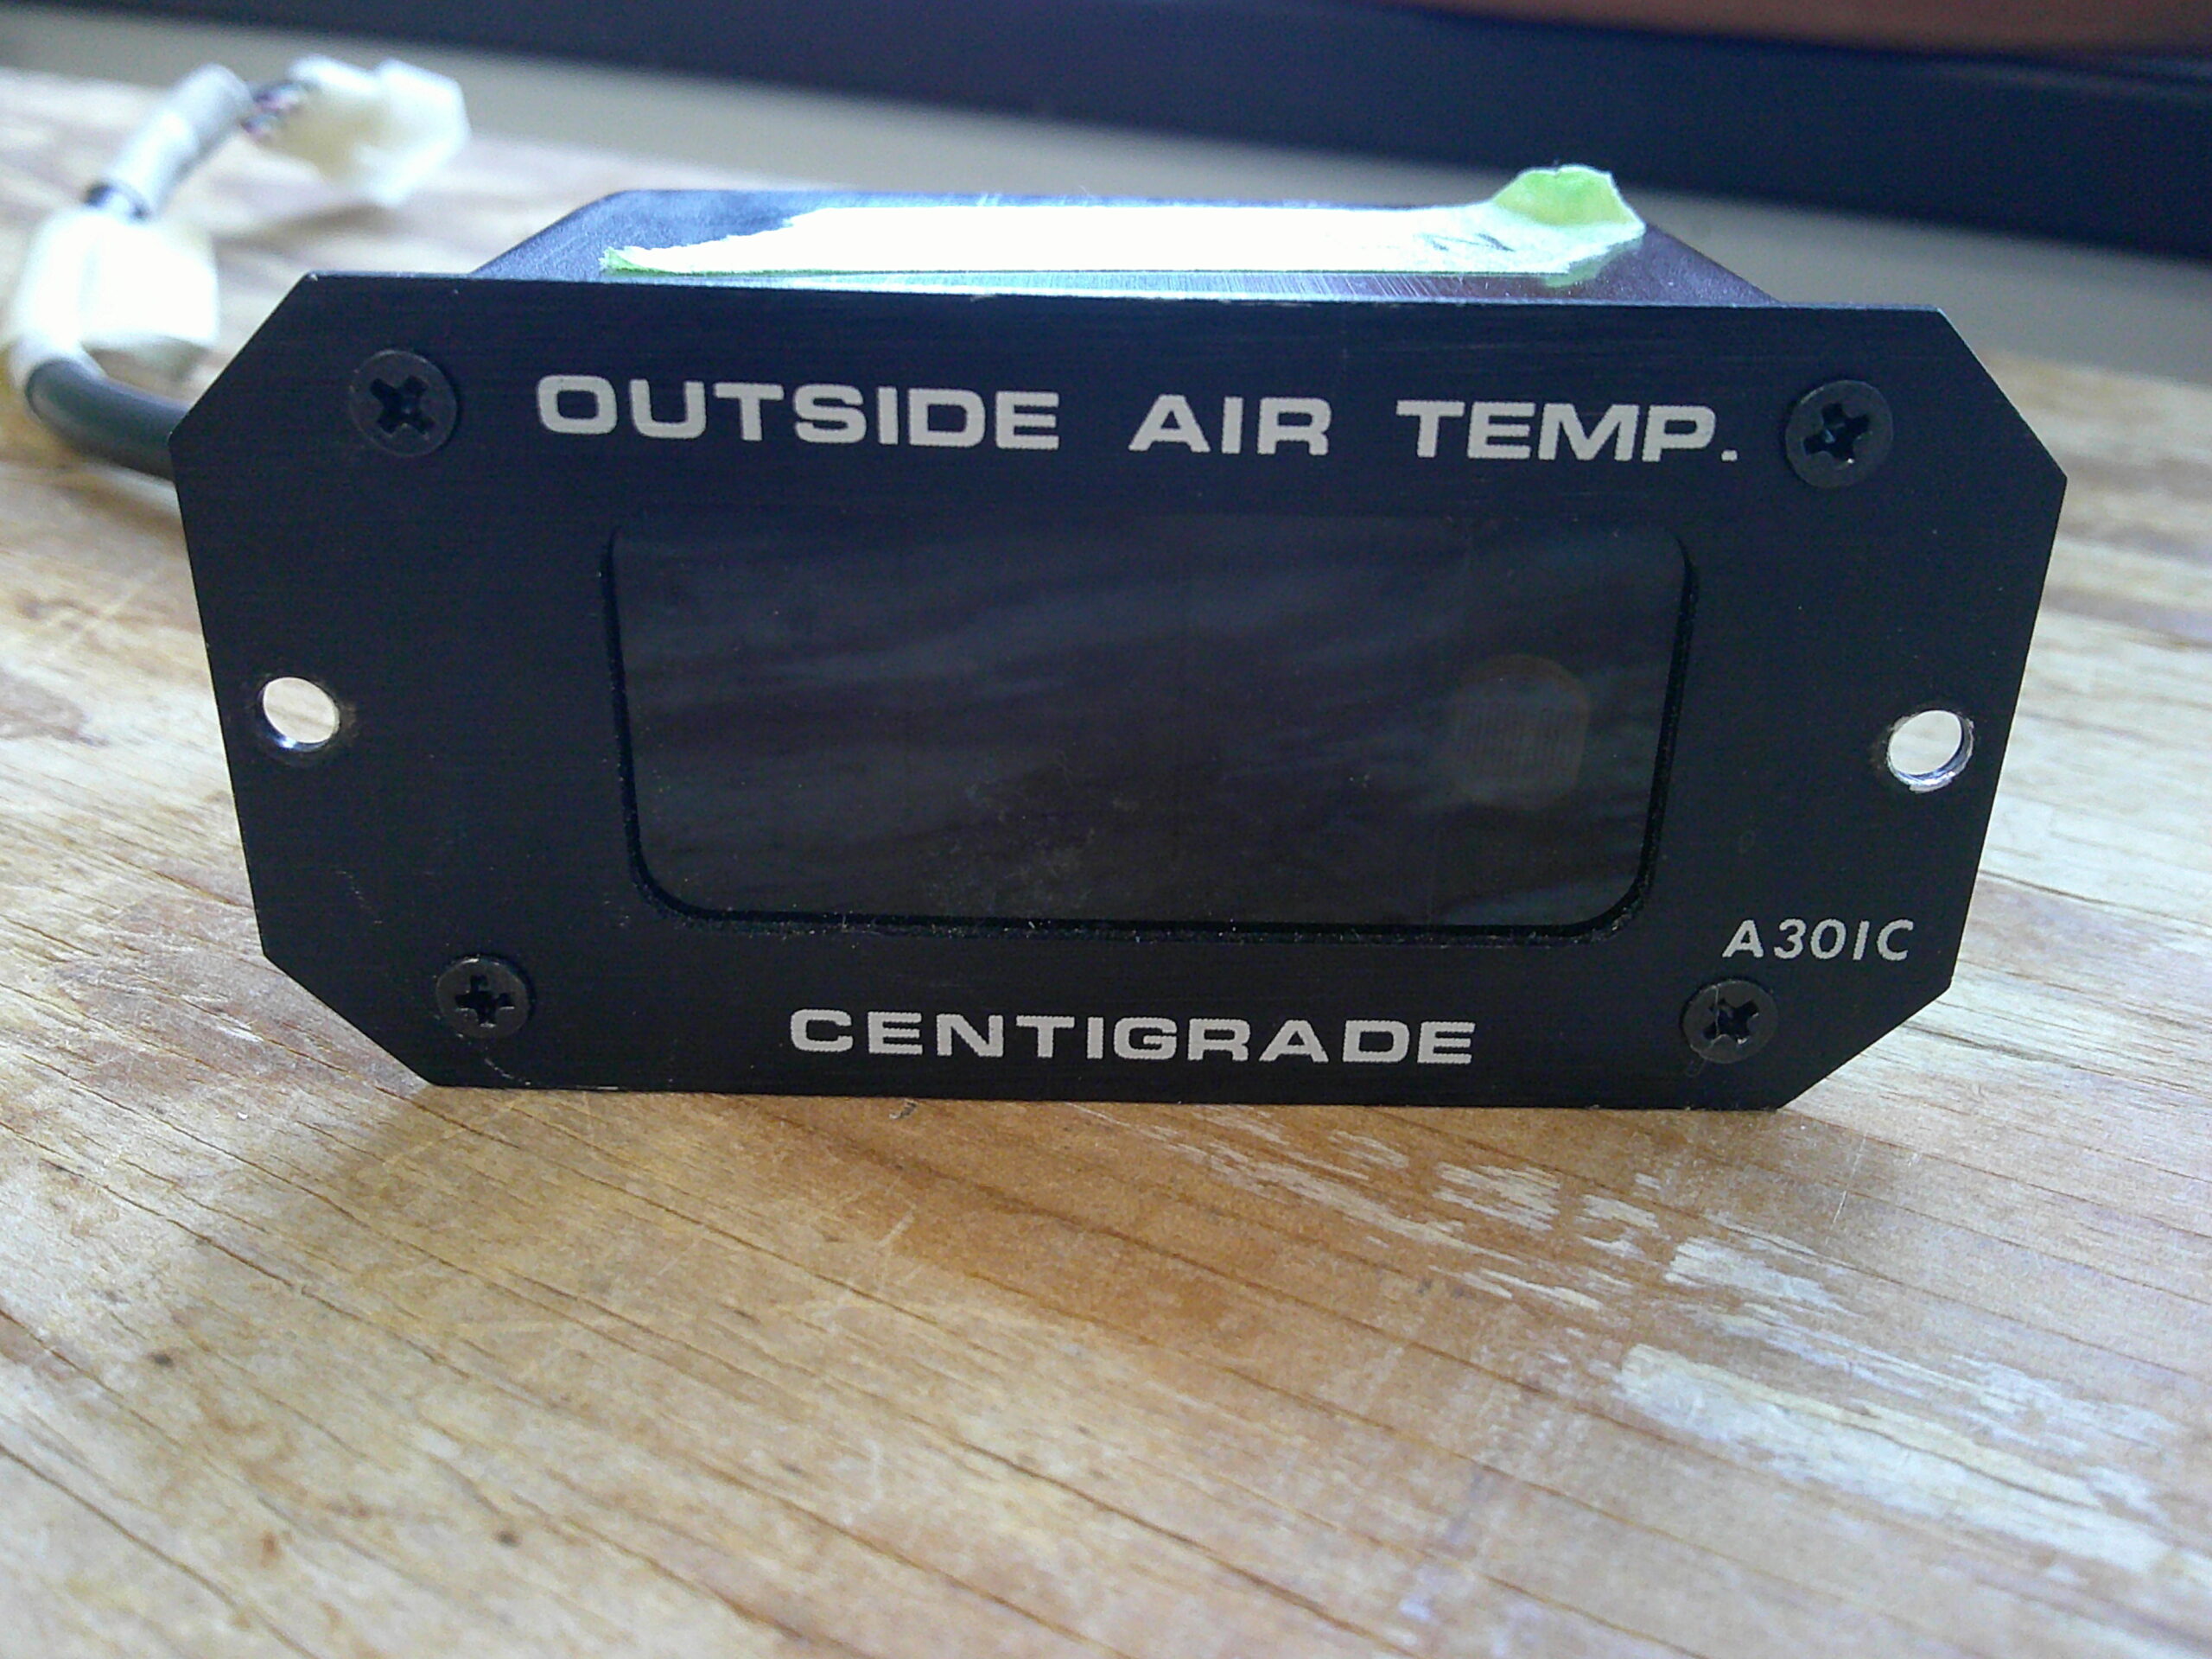 OUTSIDE AIR TEMP.
A301C
CENTIGRADE